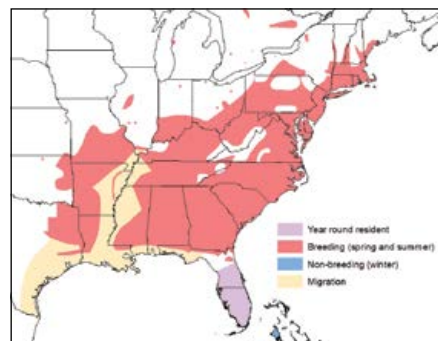 Year round resident
Breeding (spring and summer)
Non-breeding (winter)
Migration